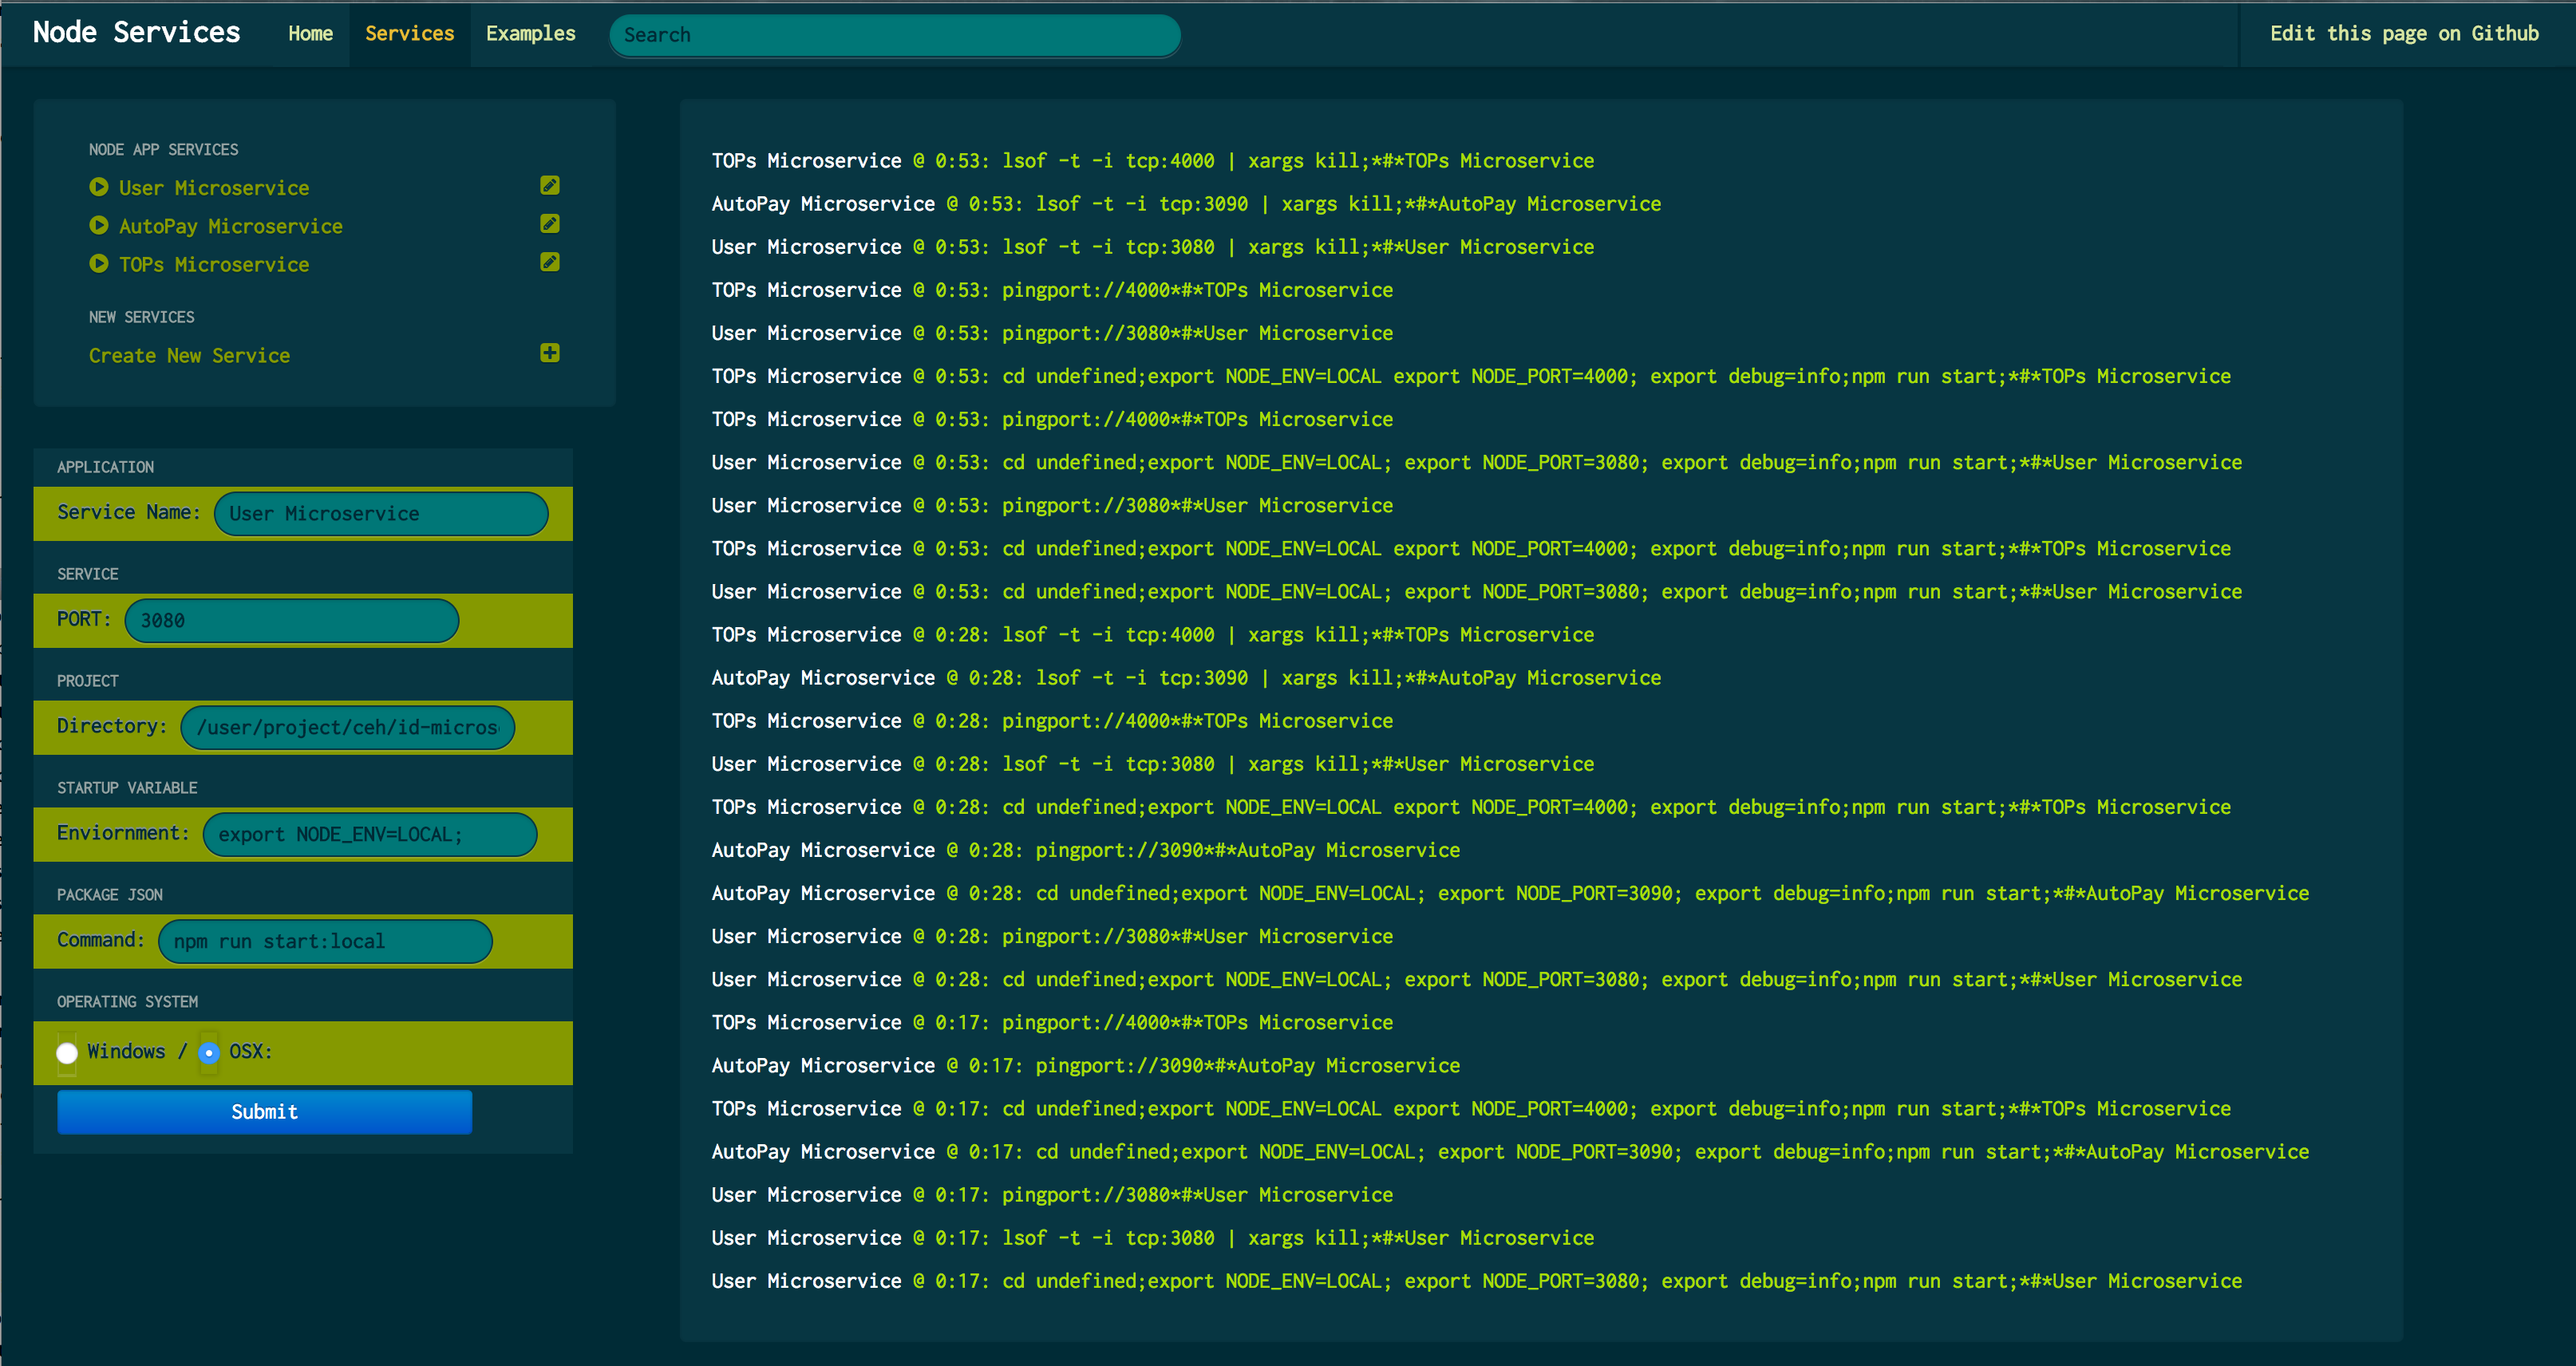 Node Services Home Services Examples Search Edit this page on Github
NODE APP SERVICES
User Microservice
AutoPay Microservice
TOPs Microservice
NEW SERVICES
Create New Service
APPLICATION
Service Name: User Microservice
SERVICE
PORT: 3080
PROJECT
Directory: /user/project/ceh/id-micros
STARTUP VARIABLE
Enviornment: export NODE_ENV=LOCAL;
PACKAGE JSON
Command: npm run start:local
OPERATING SYSTEM
Windows / OSX:
Submit
TOPs Microservice @ 0:53: lsof -t -i tcp:4000 | xargs kill;*#*TOPs Microservice
AutoPay Microservice @ 0:53: lsof -t -i tcp:3090 | xargs kill;*#*AutoPay Microservice
User Microservice @ 0:53: lsof -t -i tcp:3080 | xargs kill;*#*User Microservice
TOPs Microservice @ 0:53: pingport://4000*#*TOPs Microservice
User Microservice @ 0:53: pingport://3080*#*User Microservice
TOPs Microservice @ 0:53: cd undefined;export NODE_ENV=LOCAL export NODE_PORT=4000; export debug=info;npm run start;*#*TOPs Microservice
TOPs Microservice @ 0:53: pingport://4000*#*TOPs Microservice
User Microservice @ 0:53: cd undefined;export NODE_ENV=LOCAL; export NODE_PORT=3080; export debug=info;npm run start;*#*User Microservice
User Microservice @ 0:53: pingport://3080*#*User Microservice
TOPs Microservice @ 0:53: cd undefined;export NODE_ENV=LOCAL export NODE_PORT=4000; export debug=info;npm run start;*#*TOPs Microservice
User Microservice @ 0:53: cd undefined;export NODE_ENV=LOCAL; export NODE_PORT=3080; export debug=info;npm run start;*#*User Microservice
TOPs Microservice @ 0:28: lsof -t -i tcp:4000 | xargs kill;*#*TOPs Microservice
AutoPay Microservice @ 0:28: lsof -t -i tcp:3090 | xargs kill;*#*AutoPay Microservice
TOPs Microservice @ 0:28: pingport://4000*#*TOPs Microservice
User Microservice @ 0:28: lsof -t -i tcp:3080 | xargs kill;*#*User Microservice
TOPs Microservice @ 0:28: cd undefined;export NODE_ENV=LOCAL export NODE_PORT=4000; export debug=info;npm run start;*#*TOPs Microservice
AutoPay Microservice @ 0:28: pingport://3090*#*AutoPay Microservice
AutoPay Microservice @ 0:28: cd undefined;export NODE_ENV=LOCAL; export NODE_PORT=3090; export debug=info;npm run start;*#*AutoPay Microservice
User Microservice @ 0:28: pingport://3080*#*User Microservice
User Microservice @ 0:28: cd undefined;export NODE_ENV=LOCAL; export NODE_PORT=3080; export debug=info;npm run start;*#*User Microservice
TOPs Microservice @ 0:17: pingport://4000*#*TOPs Microservice
AutoPay Microservice @ 0:17: pingport://3090*#*AutoPay Microservice
TOPs Microservice @ 0:17: cd undefined;export NODE_ENV=LOCAL export NODE_PORT=4000; export debug=info;npm run start;*#*TOPs Microservice
AutoPay Microservice @ 0:17: cd undefined;export NODE_ENV=LOCAL; export NODE_PORT=3090; export debug=info;npm run start;*#*AutoPay Microservice
User Microservice @ 0:17: pingport://3080*#*User Microservice
User Microservice @ 0:17: lsof -t -i tcp:3080 | xargs kill;*#*User Microservice
User Microservice @ 0:17: cd undefined;export NODE_ENV=LOCAL; export NODE_PORT=3080; export debug=info;npm run start;*#*User Microservice